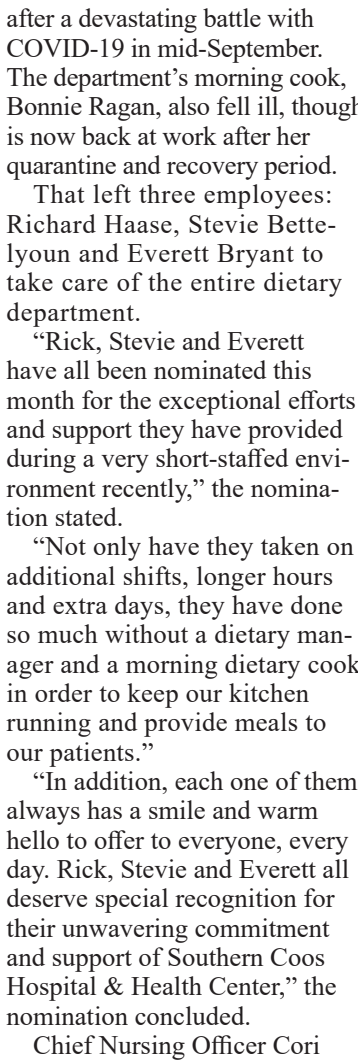 after a devastating battle with
COVID-19 in mid-September.
The department’s morning cook,
Bonnie Ragan, also fell ill, though
is now back at work after her
quarantine and recovery period.
That left three employees:
Richard Haase, Stevie Bette-
lyoun and Everett Bryant to
take care of the entire dietary
department.
“Rick, Stevie and Everett
have all been nominated this
month for the exceptional efforts
and support they have provided
during a very short-staffed envi-
ronment recently,” the nomina-
tion stated.
“Not only have they taken on
additional shifts, longer hours
and extra days, they have done
so much without a dietary man-
ager and a morning dietary cook
in order to keep our kitchen
running and provide meals to
our patients.”
“In addition, each one of them
always has a smile and warm
hello to offer to everyone, every
day. Rick, Stevie and Everett all
deserve special recognition for
their unwavering commitment
and support of Southern Coos
Hospital & Health Center,” the
nomination concluded.
Chief Nursing Officer Cori